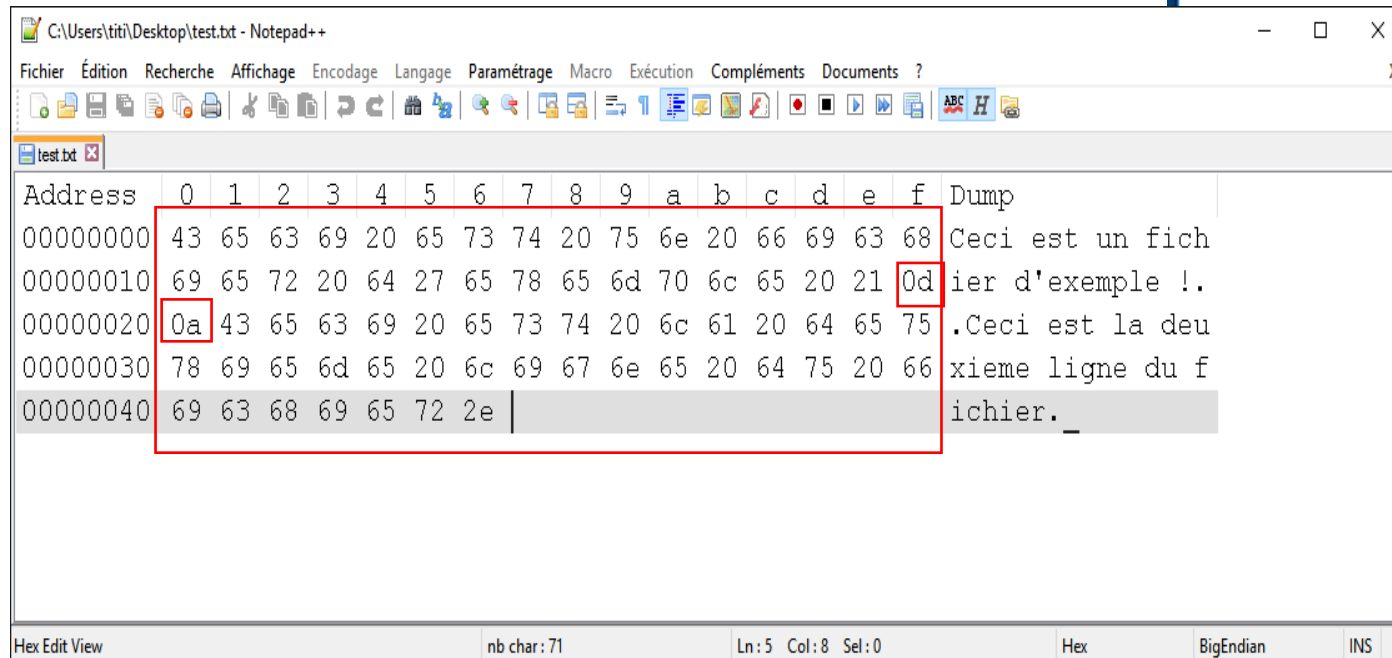 C:\Users\titi\Desktop\test.txt - Notepad++
Fichier Édition Recherche Affichage Encodage Langage Paramétrage Macro Exécution Compléments Documents ?
ABC H
test.txt
Address 0 1 2 3 4 5 6 7 8 9 a b c d e f Dump
00000000 43 65 63 69 20 65 73 74 20 75 6e 20 66 69 63 68 Ceci est un fich
00000010 69 65 72 20 64 27 65 78 65 6d 70 6c 65 20 21 0d ier d'exemple !.
00000020 0a 43 65 63 69 20 65 73 74 20 6c 61 20 64 65 75 .Ceci est la deu
00000030 78 69 65 6d 65 20 6c 69 67 6e 65 20 64 75 20 66 xieme ligne du f
00000040 69 63 68 69 65 72 2e ichier.
Hex Edit View nb char : 71 Ln : 5 Col : 8 Sel : 0 Hex BigEndian INS